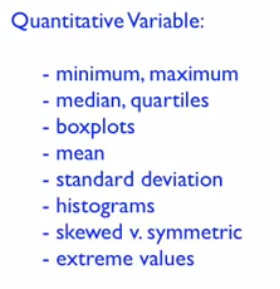 Quantitative Variable:
- minimum, maximum
- median, quartiles
- boxplots
- mean
- standard deviation
- histograms
- skewed v. symmetric
- extreme values